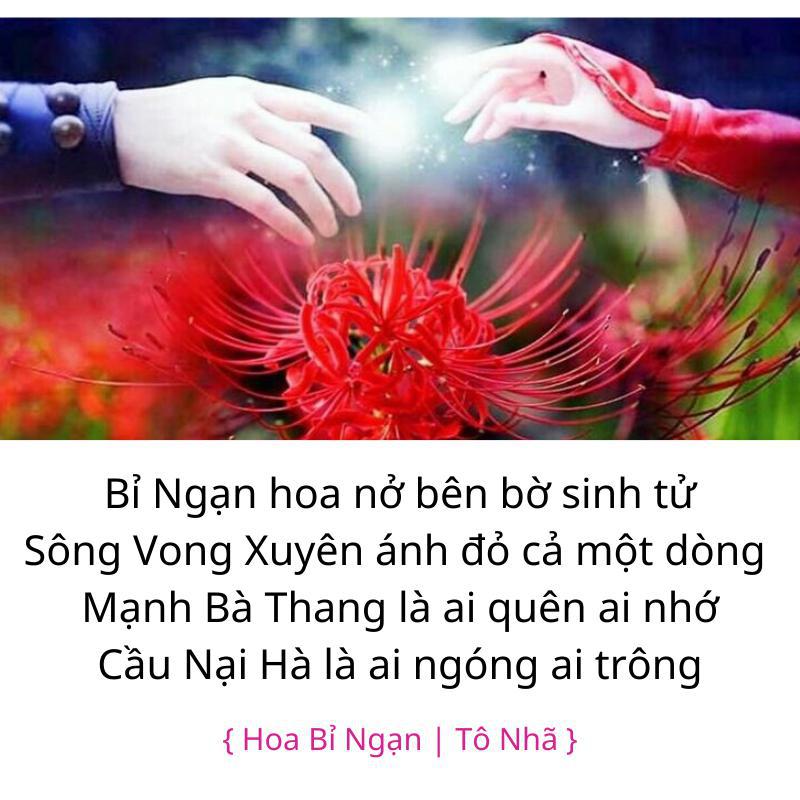 Bỉ Ngạn hoa nở bên bờ sinh tử
Sông Vong Xuyên ánh đỏ cả một dòng
Mạnh Bà Thang là ai quên ai nhớ
Cầu Nại Hà là ai ngóng ai trông
{ Hoa Bỉ Ngạn | Tô Nhã }